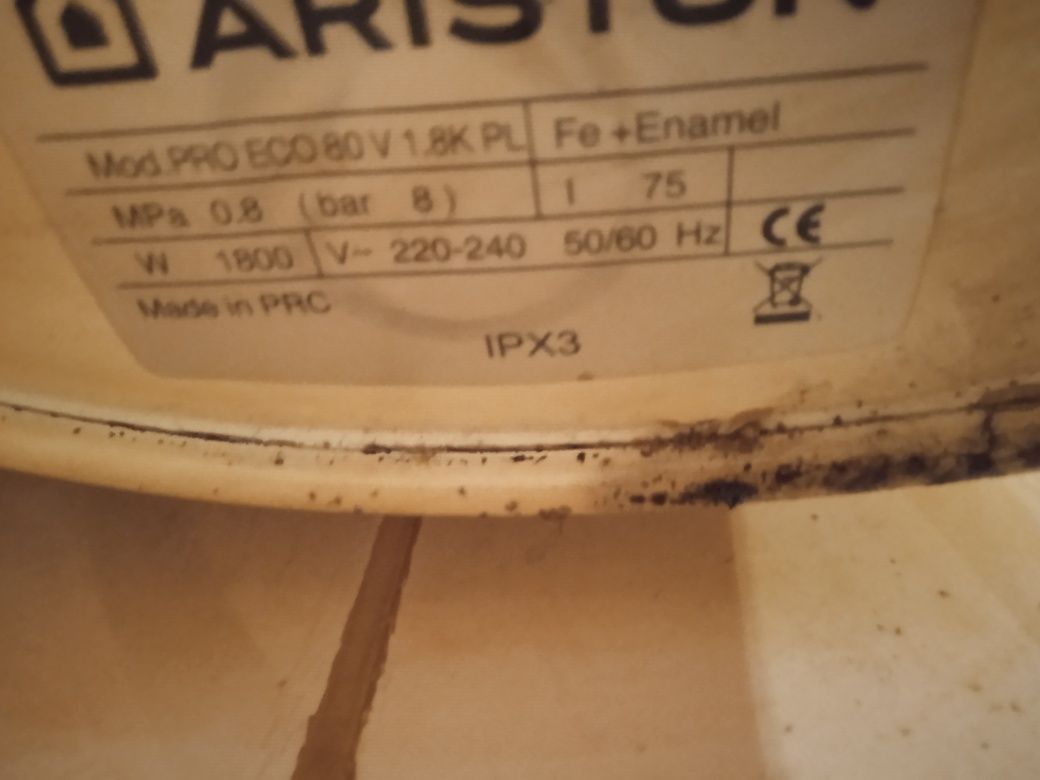 ARISTON
Mod.PRO ECO 80 V 1.8K PL Fe +Enamel
MPa 0.8 (bar 8) l 75
W 1800 V~ 220-240 50/60 Hz CE
Made in PRC
IPX3